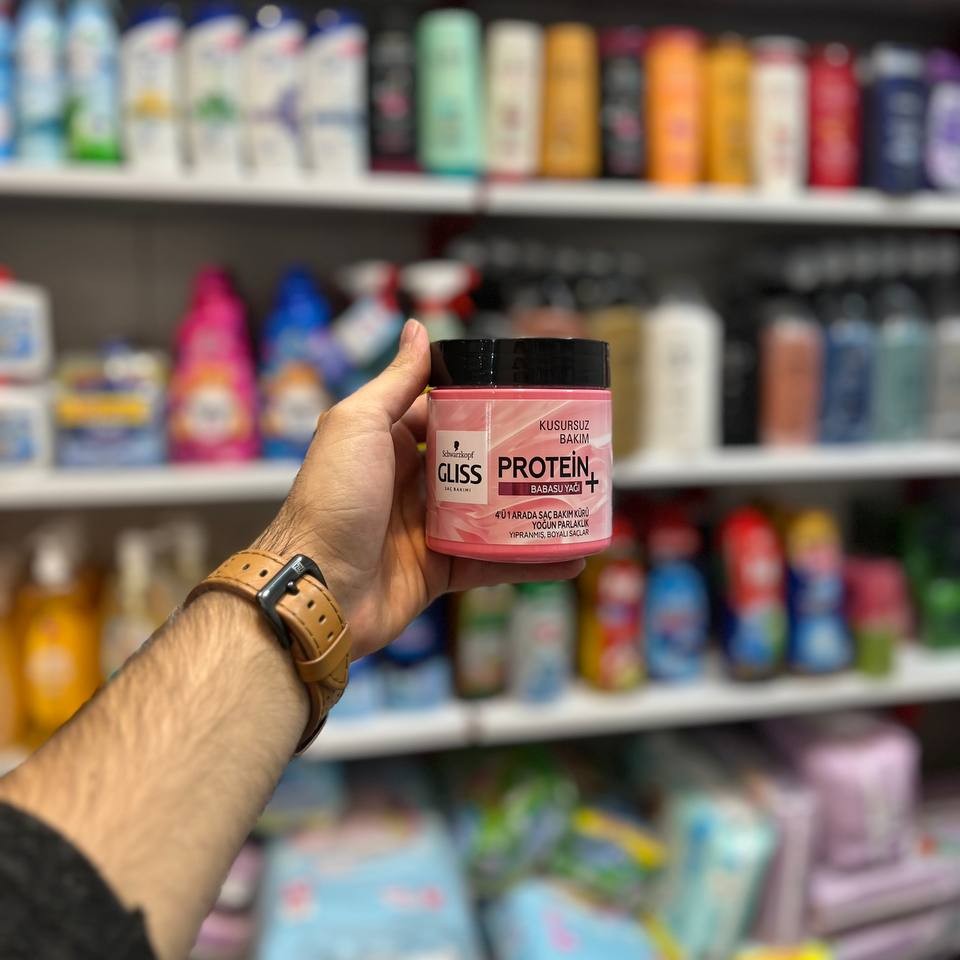 Schwarzkopf
GLISS
SAÇ BAKIMI
KUSURSUZ
BAKIM
PROTEİN+
BABASU YAĞI
4'Ü 1 ARADA SAÇ BAKIM KÜRÜ
YOĞUN PARLAKLIK
YIPRANMIŞ, BOYALI SAÇLAR